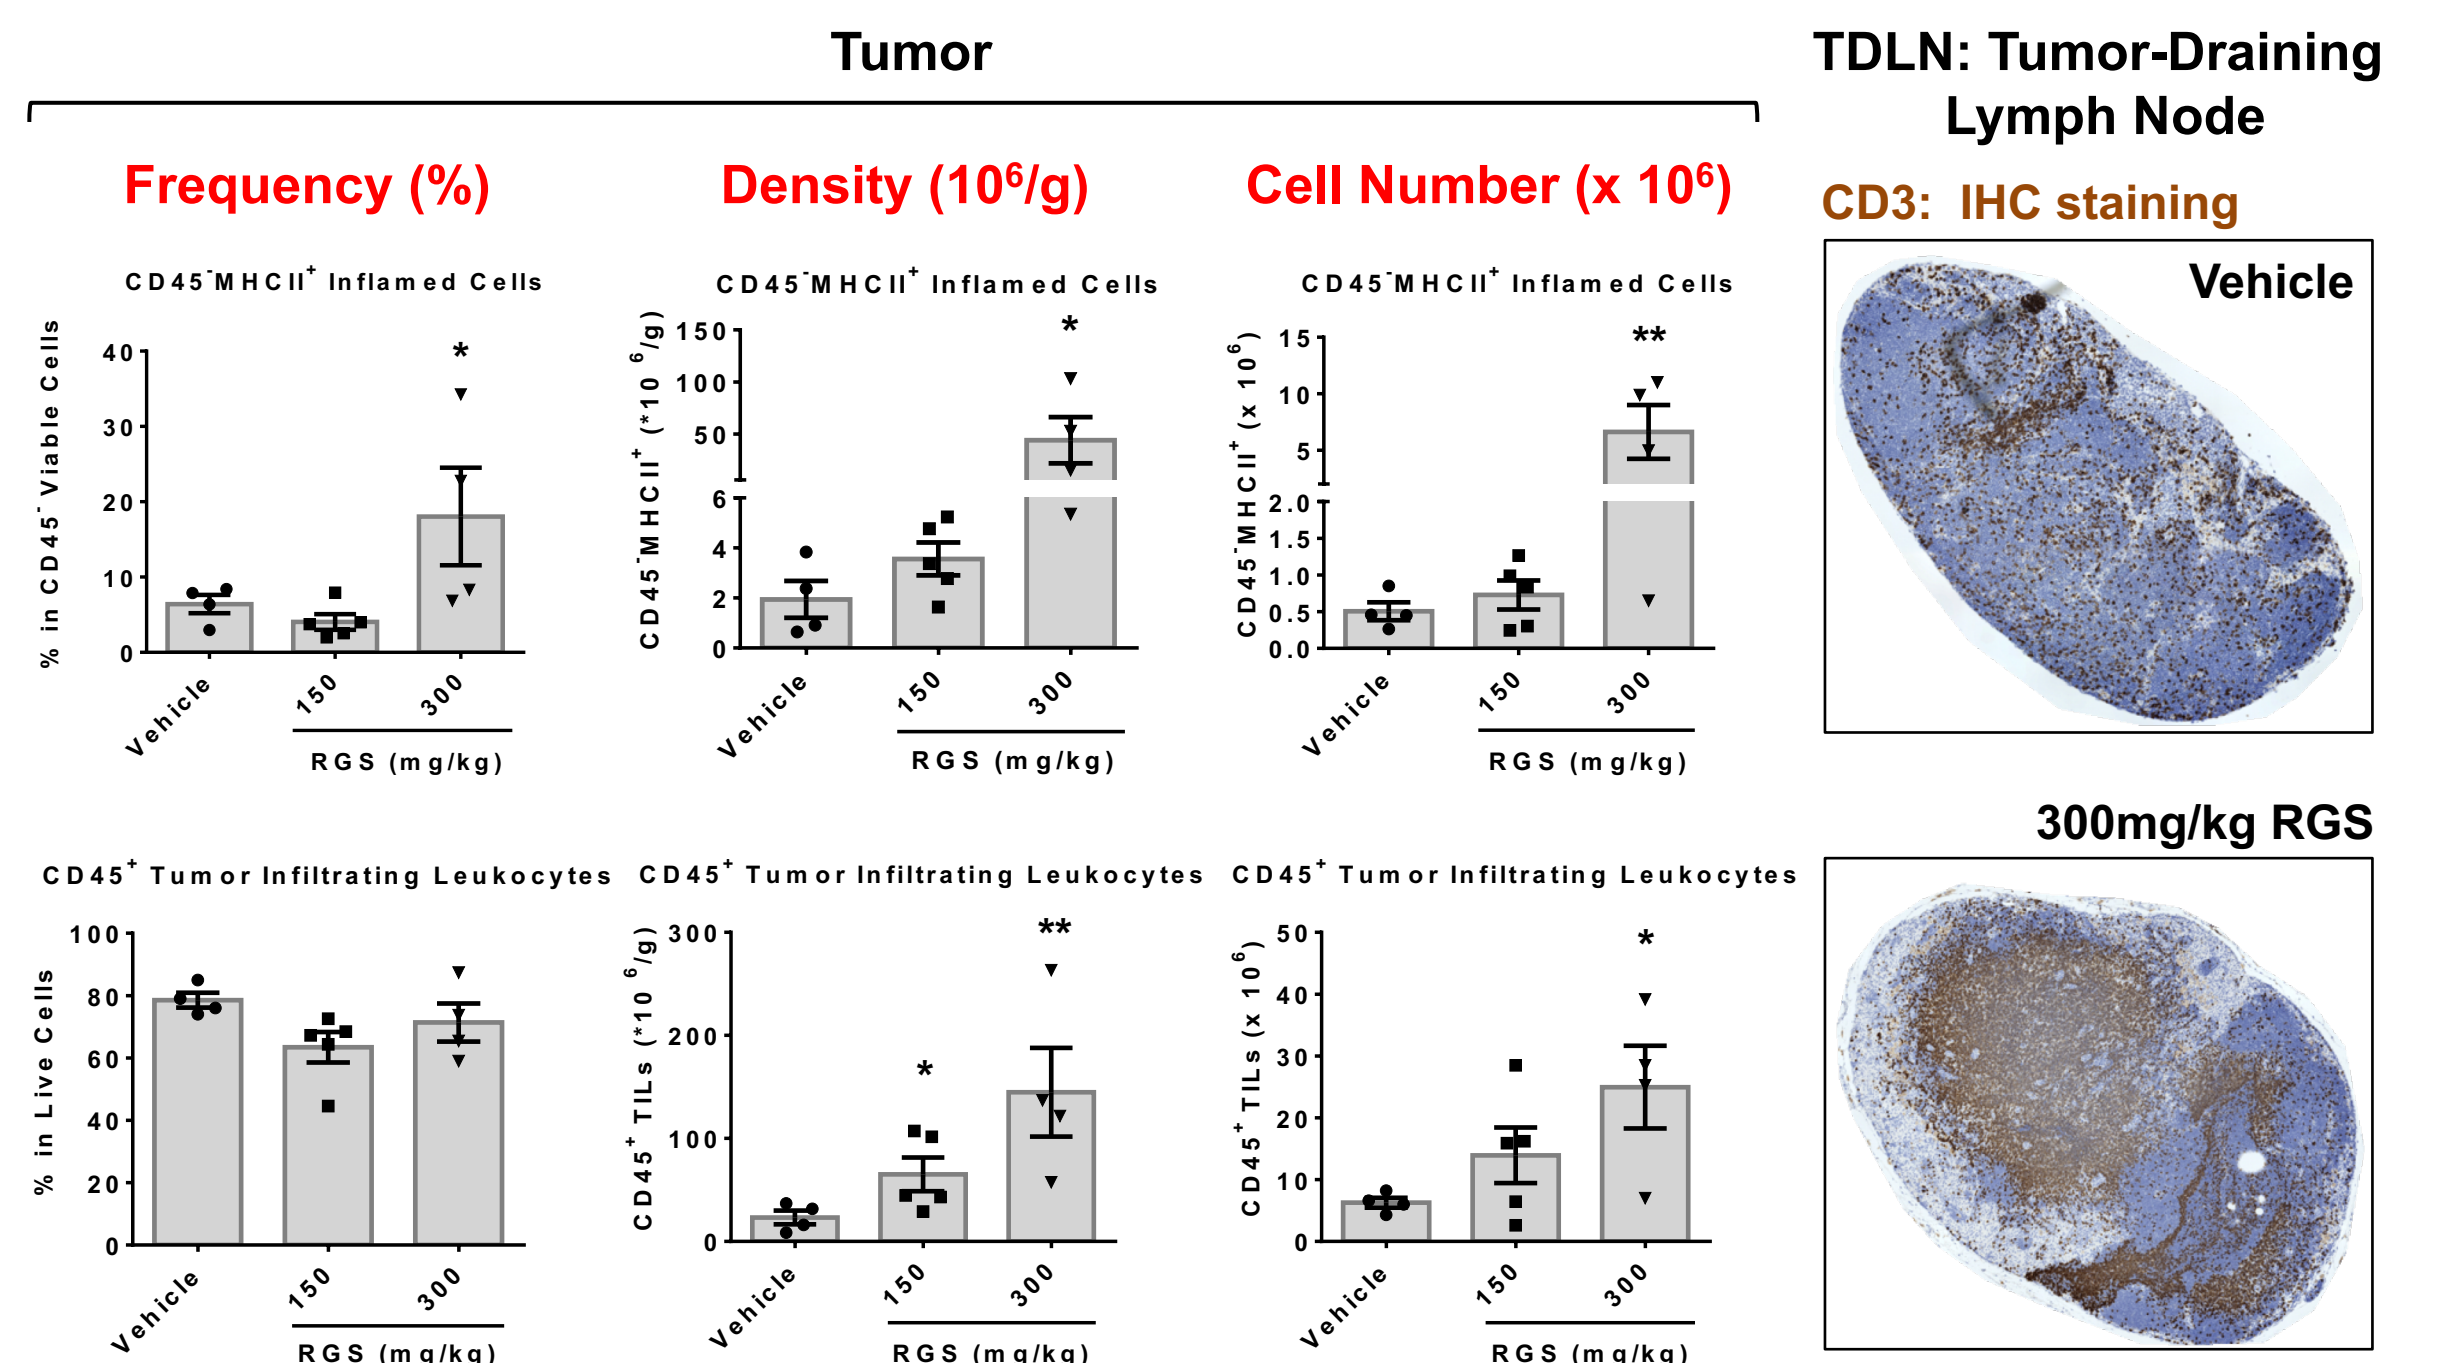 Tumor
TDLN: Tumor-Draining
Lymph Node
Frequency (%)
Density (10⁶/g)
Cell Number (x 10⁶)
CD3: IHC staining
CD45⁻MHCII⁺ Inflamed Cells
% in CD45⁻ Viable Cells
40
30
20
10
0
*
Vehicle
150
300
RGS (mg/kg)
CD45⁻MHCII⁺ Inflamed Cells
CD45⁻MHCII⁺ (*10⁶/g)
150
100
50
6
4
2
0
*
Vehicle
150
300
RGS (mg/kg)
CD45⁻MHCII⁺ Inflamed Cells
CD45⁻MHCII⁺ (x 10⁶)
15
10
5
2.0
1.5
1.0
0.5
0.0
**
Vehicle
150
300
RGS (mg/kg)
Vehicle
CD45⁺ Tumor Infiltrating Leukocytes
% in Live Cells
100
80
60
40
20
0
Vehicle
150
300
RGS (mg/kg)
CD45⁺ Tumor Infiltrating Leukocytes
CD45⁺ TILs (*10⁶/g)
300
200
100
0
*
**
Vehicle
150
300
RGS (mg/kg)
CD45⁺ Tumor Infiltrating Leukocytes
CD45⁺ TILs (x 10⁶)
50
40
30
20
10
0
*
Vehicle
150
300
RGS (mg/kg)
300mg/kg RGS